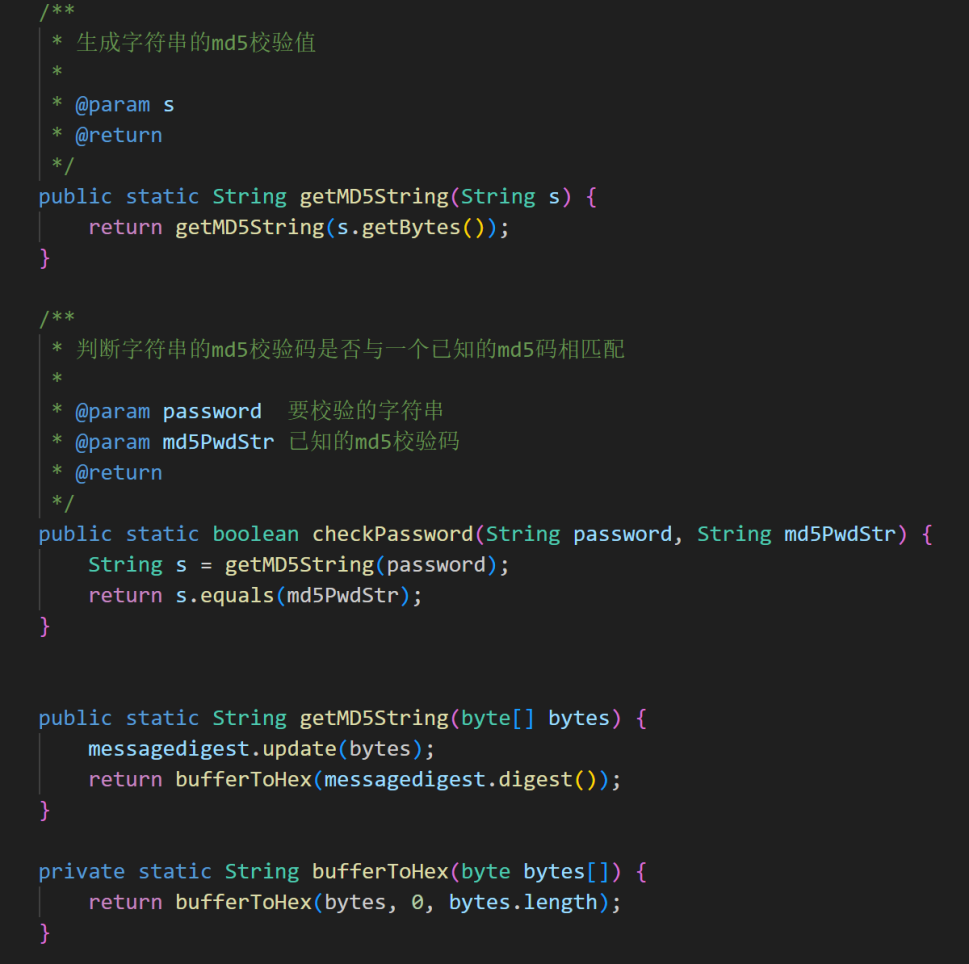 /**
 * 生成字符串的md5校验值
 *
 * @param s
 * @return
 */
public static String getMD5String(String s) {
    return getMD5String(s.getBytes());
}

/**
 * 判断字符串的md5校验码是否与一个已知的md5码相匹配
 *
 * @param password  要校验的字符串
 * @param md5PwdStr 已知的md5校验码
 * @return
 */
public static boolean checkPassword(String password, String md5PwdStr) {
    String s = getMD5String(password);
    return s.equals(md5PwdStr);
}


public static String getMD5String(byte[] bytes) {
    messagedigest.update(bytes);
    return bufferToHex(messagedigest.digest());
}

private static String bufferToHex(byte bytes[]) {
    return bufferToHex(bytes, 0, bytes.length);
}